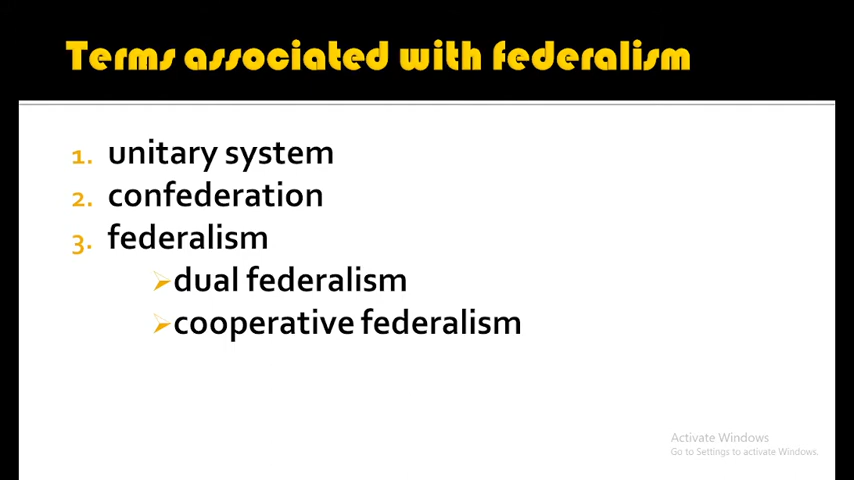 Terms associated with federalism
1. unitary system
2. confederation
3. federalism
➢dual federalism
➢cooperative federalism
Activate Windows
Go to Settings to activate Windows.